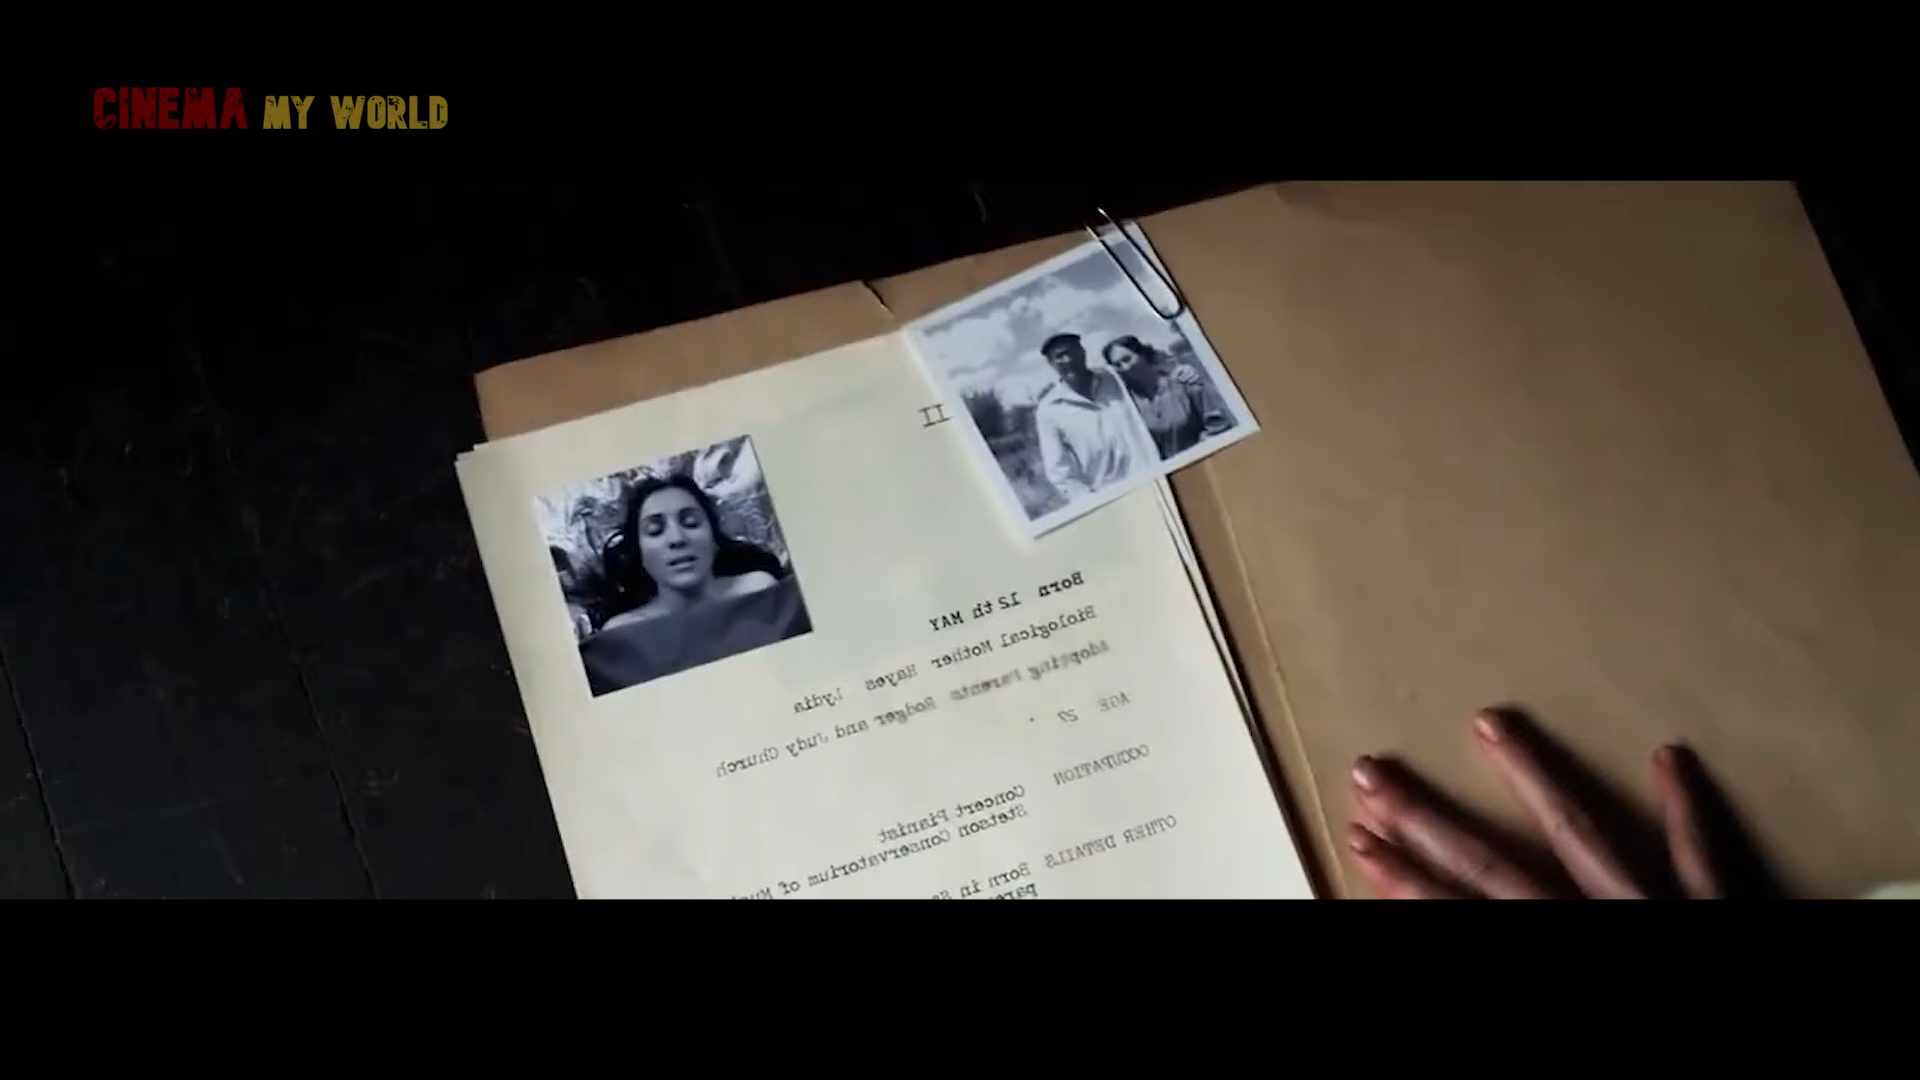 CINEMA MY WORLD
II
Born 12th MAY
Biological Mother Hayes Lydia
Adopting Parents Rodger and Judy Church
AGE 27
OCCUPATION
Concert Pianist
Stetson Conservatorium of
OTHER DETAILS Born in